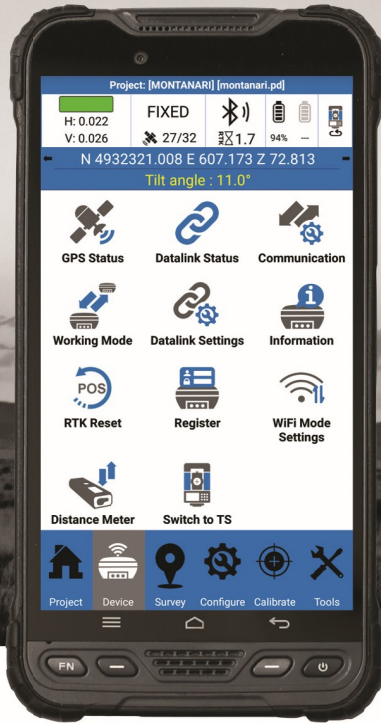 Project: [MONTANARI] [montanari.pd]
H: 0.022
V: 0.026
FIXED
27/32
RTK 1.7
94%
---
N 4932321.008 E 607.173 Z 72.813
Tilt angle : 11.0°
GPS Status
Datalink Status
Communication
Working Mode
Datalink Settings
Information
POS
RTK Reset
Register
WiFi Mode
Settings
Distance Meter
Switch to TS
Project
Device
Survey
Configure
Calibrate
Tools
FN